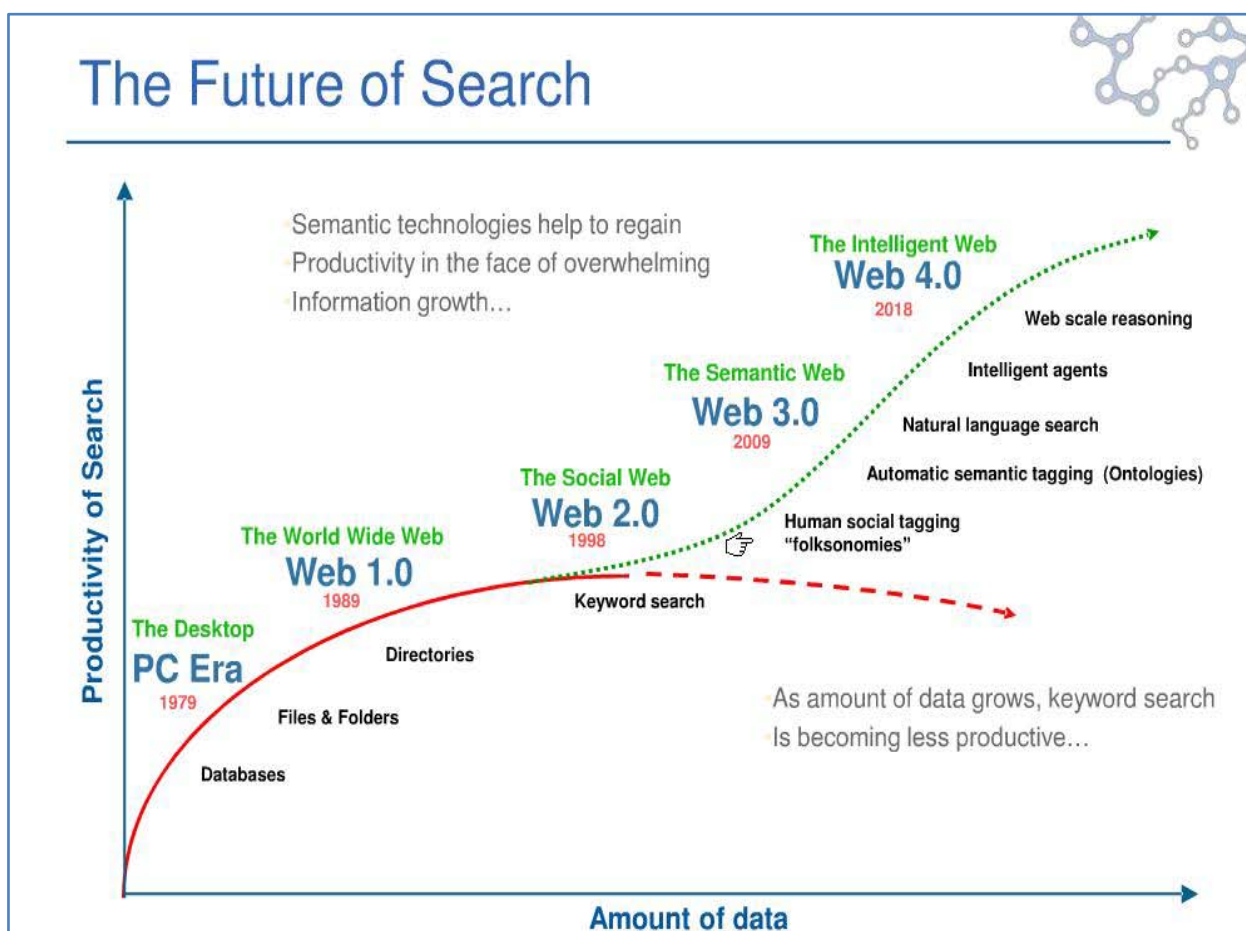 The Future of Search
Semantic technologies help to regain
Productivity in the face of overwhelming
Information growth…
The Intelligent Web
Web 4.0
2018
Web scale reasoning
Intelligent agents
The Semantic Web
Web 3.0
2009
Natural language search
Automatic semantic tagging (Ontologies)
The Social Web
Web 2.0
1998
Human social tagging
“folksonomies”
The World Wide Web
Web 1.0
1989
Keyword search
The Desktop
PC Era
1979
Directories
Files & Folders
Databases
As amount of data grows, keyword search
Is becoming less productive…
Productivity of Search
Amount of data